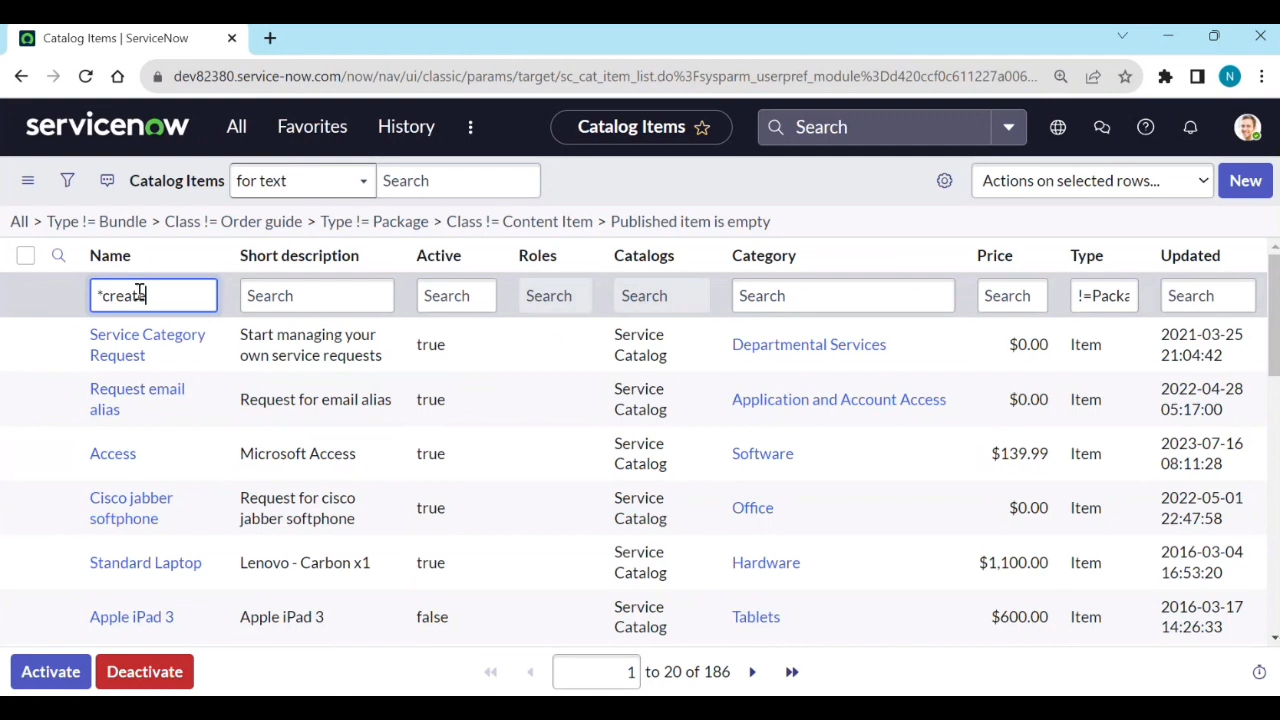 Catalog Items | ServiceNow
dev82380.service-now.com/now/nav/ui/classic/params/target/sc_cat_item_list.do%3Fsysparm_userpref_module%3Dd420ccf0c611227a006...
N
servicenow All Favorites History Catalog Items Search
Catalog Items for text Search Actions on selected rows... New
All > Type != Bundle > Class != Order guide > Type != Package > Class != Content Item > Published item is empty
Name Short description Active Roles Catalogs Category Price Type Updated
*create Search Search Search Search Search Search !=Packa Search
Service Category Request Start managing your own service requests true Service Catalog Departmental Services $0.00 Item 2021-03-25 21:04:42
Request email alias Request for email alias true Service Catalog Application and Account Access $0.00 Item 2022-04-28 05:17:00
Access Microsoft Access true Service Catalog Software $139.99 Item 2023-07-16 08:11:28
Cisco jabber softphone Request for cisco jabber softphone true Service Catalog Office $0.00 Item 2022-05-01 22:47:58
Standard Laptop Lenovo - Carbon x1 true Service Catalog Hardware $1,100.00 Item 2016-03-04 16:53:20
Apple iPad 3 Apple iPad 3 false Service Catalog Tablets $600.00 Item 2016-03-17 14:26:33
Activate Deactivate 1 to 20 of 186